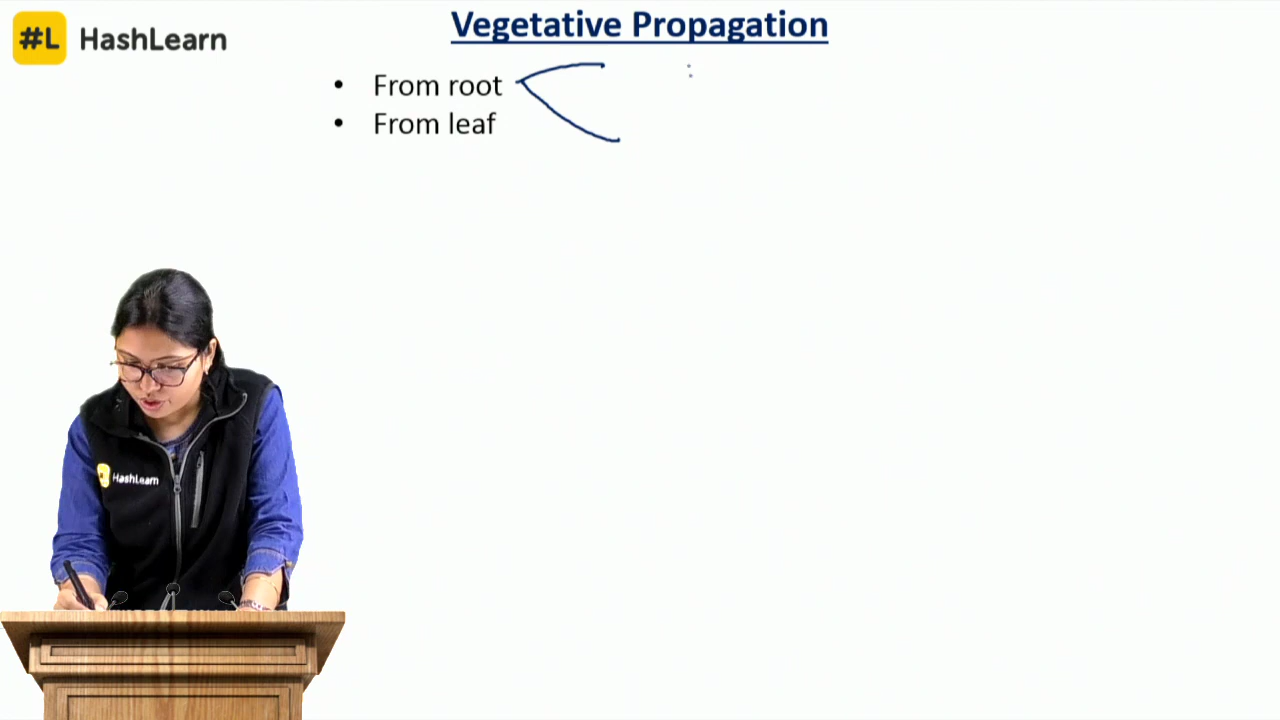 #L HashLearn
Vegetative Propagation
• From root
• From leaf
HashLearn